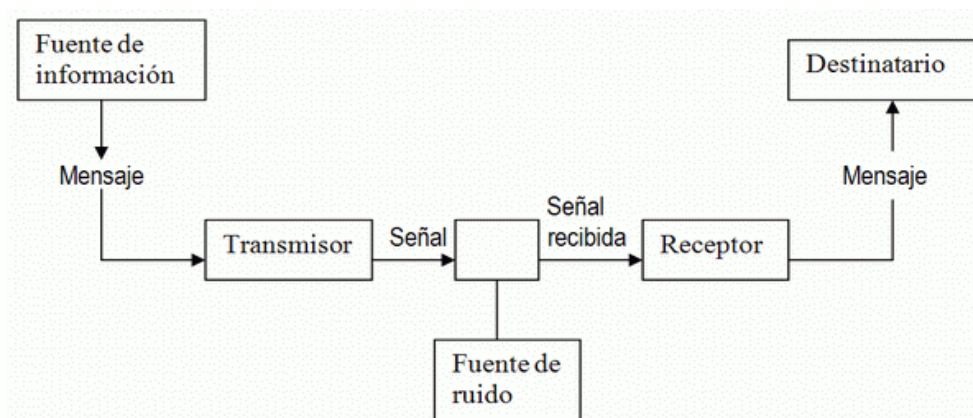 Fuente de
información
Destinatario
Mensaje
Mensaje
Transmisor
Señal
Señal
recibida
Receptor
Fuente de
ruido